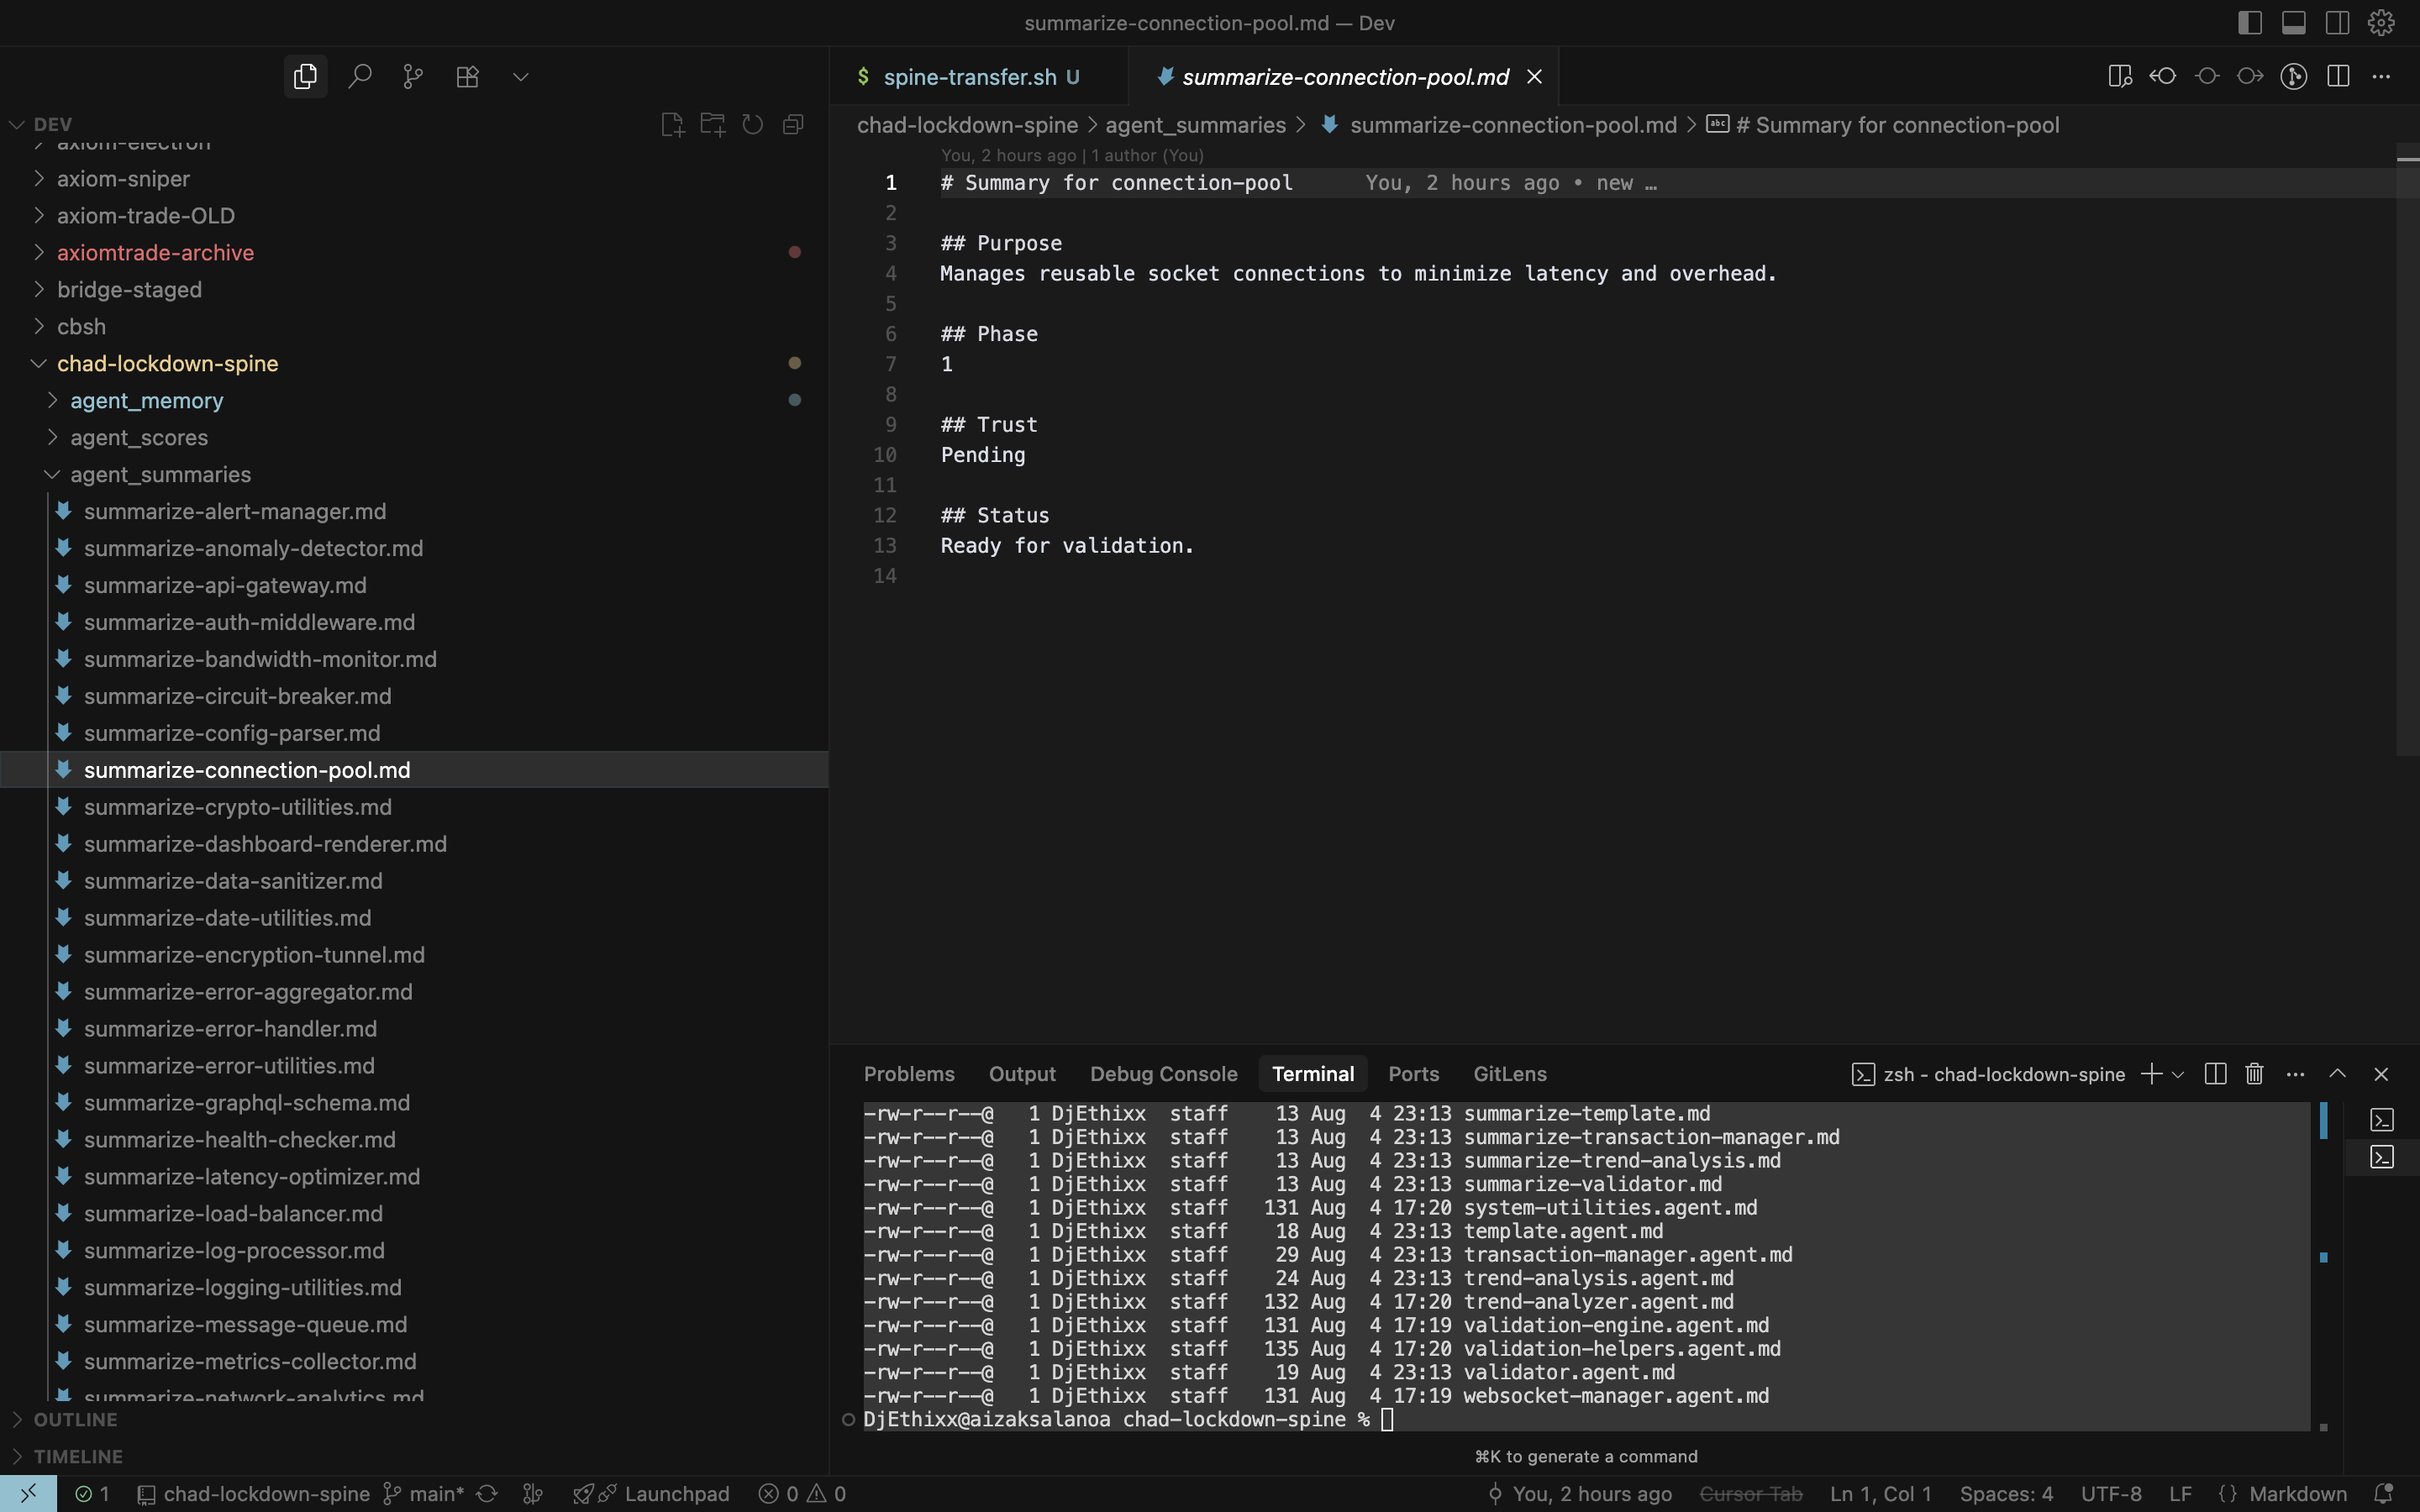 summarize-connection-pool.md — Dev
$ spine-transfer.sh U
summarize-connection-pool.md
DEV
chad-lockdown-spine > agent_summaries > summarize-connection-pool.md > # Summary for connection-pool
axiom-electron
axiom-sniper
axiom-trade-OLD
axiomtrade-archive
bridge-staged
cbsh
chad-lockdown-spine
agent_memory
agent_scores
agent_summaries
summarize-alert-manager.md
summarize-anomaly-detector.md
summarize-api-gateway.md
summarize-auth-middleware.md
summarize-bandwidth-monitor.md
summarize-circuit-breaker.md
summarize-config-parser.md
summarize-connection-pool.md
summarize-crypto-utilities.md
summarize-dashboard-renderer.md
summarize-data-sanitizer.md
summarize-date-utilities.md
summarize-encryption-tunnel.md
summarize-error-aggregator.md
summarize-error-handler.md
summarize-error-utilities.md
summarize-graphql-schema.md
summarize-health-checker.md
summarize-latency-optimizer.md
summarize-load-balancer.md
summarize-log-processor.md
summarize-logging-utilities.md
summarize-message-queue.md
summarize-metrics-collector.md
summarize-network-analytics.md
OUTLINE
TIMELINE
You, 2 hours ago | 1 author (You)
1 # Summary for connection-pool You, 2 hours ago • new …
2
3 ## Purpose
4 Manages reusable socket connections to minimize latency and overhead.
5
6 ## Phase
7 1
8
9 ## Trust
10 Pending
11
12 ## Status
13 Ready for validation.
14
Problems Output Debug Console Terminal Ports GitLens zsh - chad-lockdown-spine
-rw-r--r--@ 1 DjEthixx staff 13 Aug 4 23:13 summarize-template.md
-rw-r--r--@ 1 DjEthixx staff 13 Aug 4 23:13 summarize-transaction-manager.md
-rw-r--r--@ 1 DjEthixx staff 13 Aug 4 23:13 summarize-trend-analysis.md
-rw-r--r--@ 1 DjEthixx staff 13 Aug 4 23:13 summarize-validator.md
-rw-r--r--@ 1 DjEthixx staff 131 Aug 4 17:20 system-utilities.agent.md
-rw-r--r--@ 1 DjEthixx staff 18 Aug 4 23:13 template.agent.md
-rw-r--r--@ 1 DjEthixx staff 29 Aug 4 23:13 transaction-manager.agent.md
-rw-r--r--@ 1 DjEthixx staff 24 Aug 4 23:13 trend-analysis.agent.md
-rw-r--r--@ 1 DjEthixx staff 132 Aug 4 17:20 trend-analyzer.agent.md
-rw-r--r--@ 1 DjEthixx staff 131 Aug 4 17:19 validation-engine.agent.md
-rw-r--r--@ 1 DjEthixx staff 135 Aug 4 17:20 validation-helpers.agent.md
-rw-r--r--@ 1 DjEthixx staff 19 Aug 4 23:13 validator.agent.md
-rw-r--r--@ 1 DjEthixx staff 131 Aug 4 17:19 websocket-manager.agent.md
DjEthixx@aizaksalanoa chad-lockdown-spine %
⌘K to generate a command
1 chad-lockdown-spine main* Launchpad 0 0 You, 2 hours ago Cursor Tab Ln 1, Col 1 Spaces: 4 UTF-8 LF {} Markdown